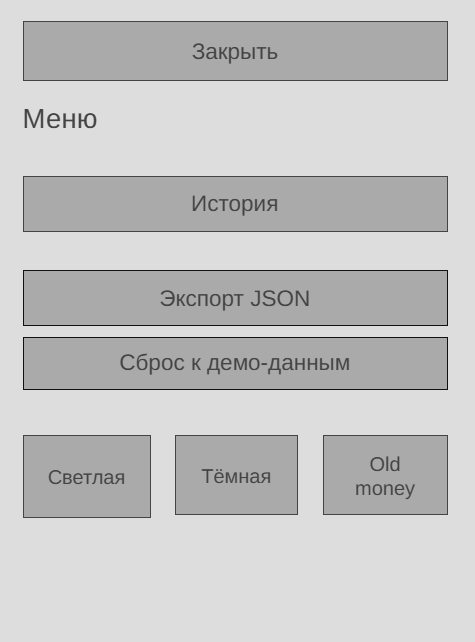 Закрыть
Меню
История
Экспорт JSON
Сброс к демо-данным
Светлая
Тёмная
Old
money